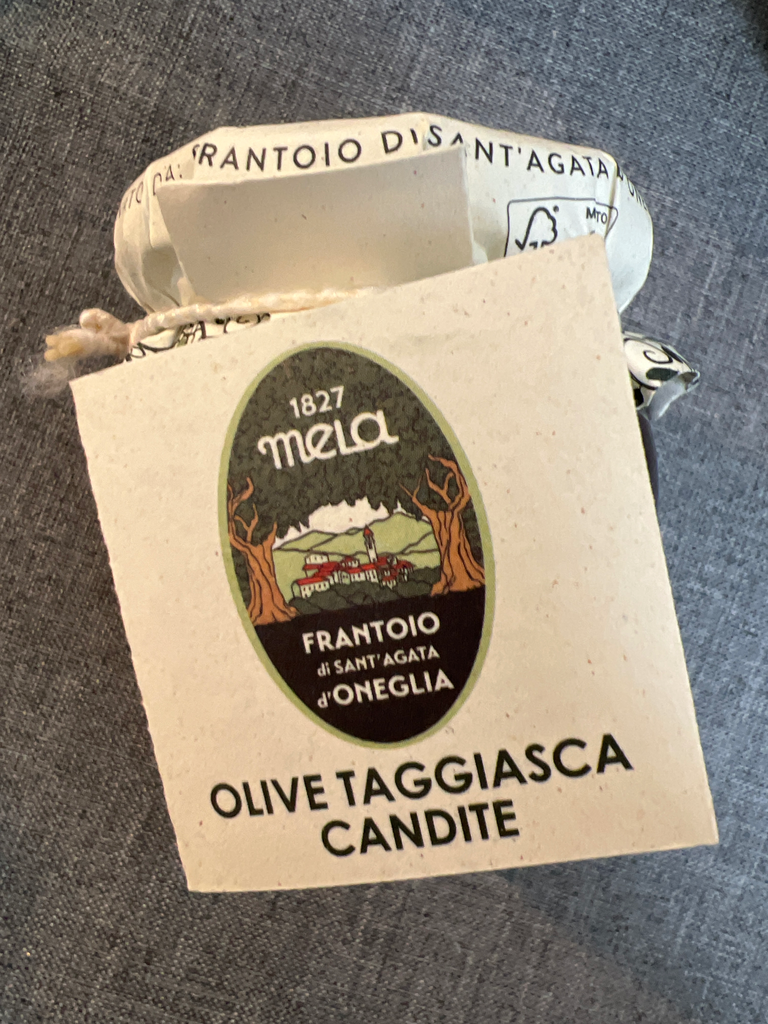 FRANTOIO DI SANT'AGATA
1827
mela
FRANTOIO
di SANT'AGATA
d'ONEGLIA
OLIVE TAGGIASCA
CANDITE